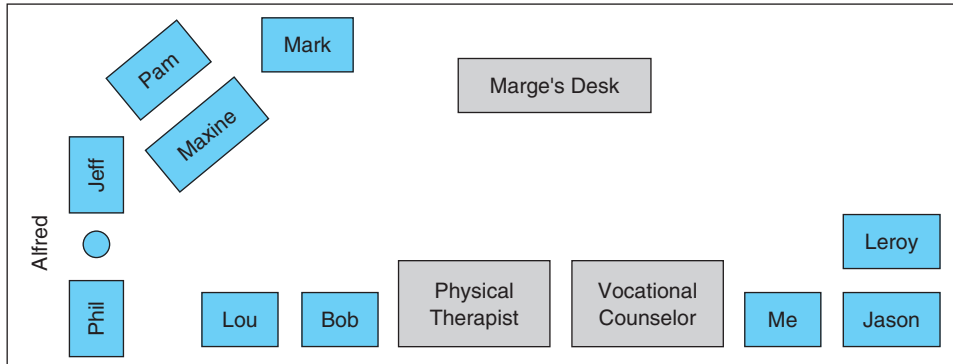 Mark
Pam
Marge's Desk
Maxine
Jeff
Alfred
Leroy
Phil
Lou
Bob
Physical
Therapist
Vocational
Counselor
Me
Jason